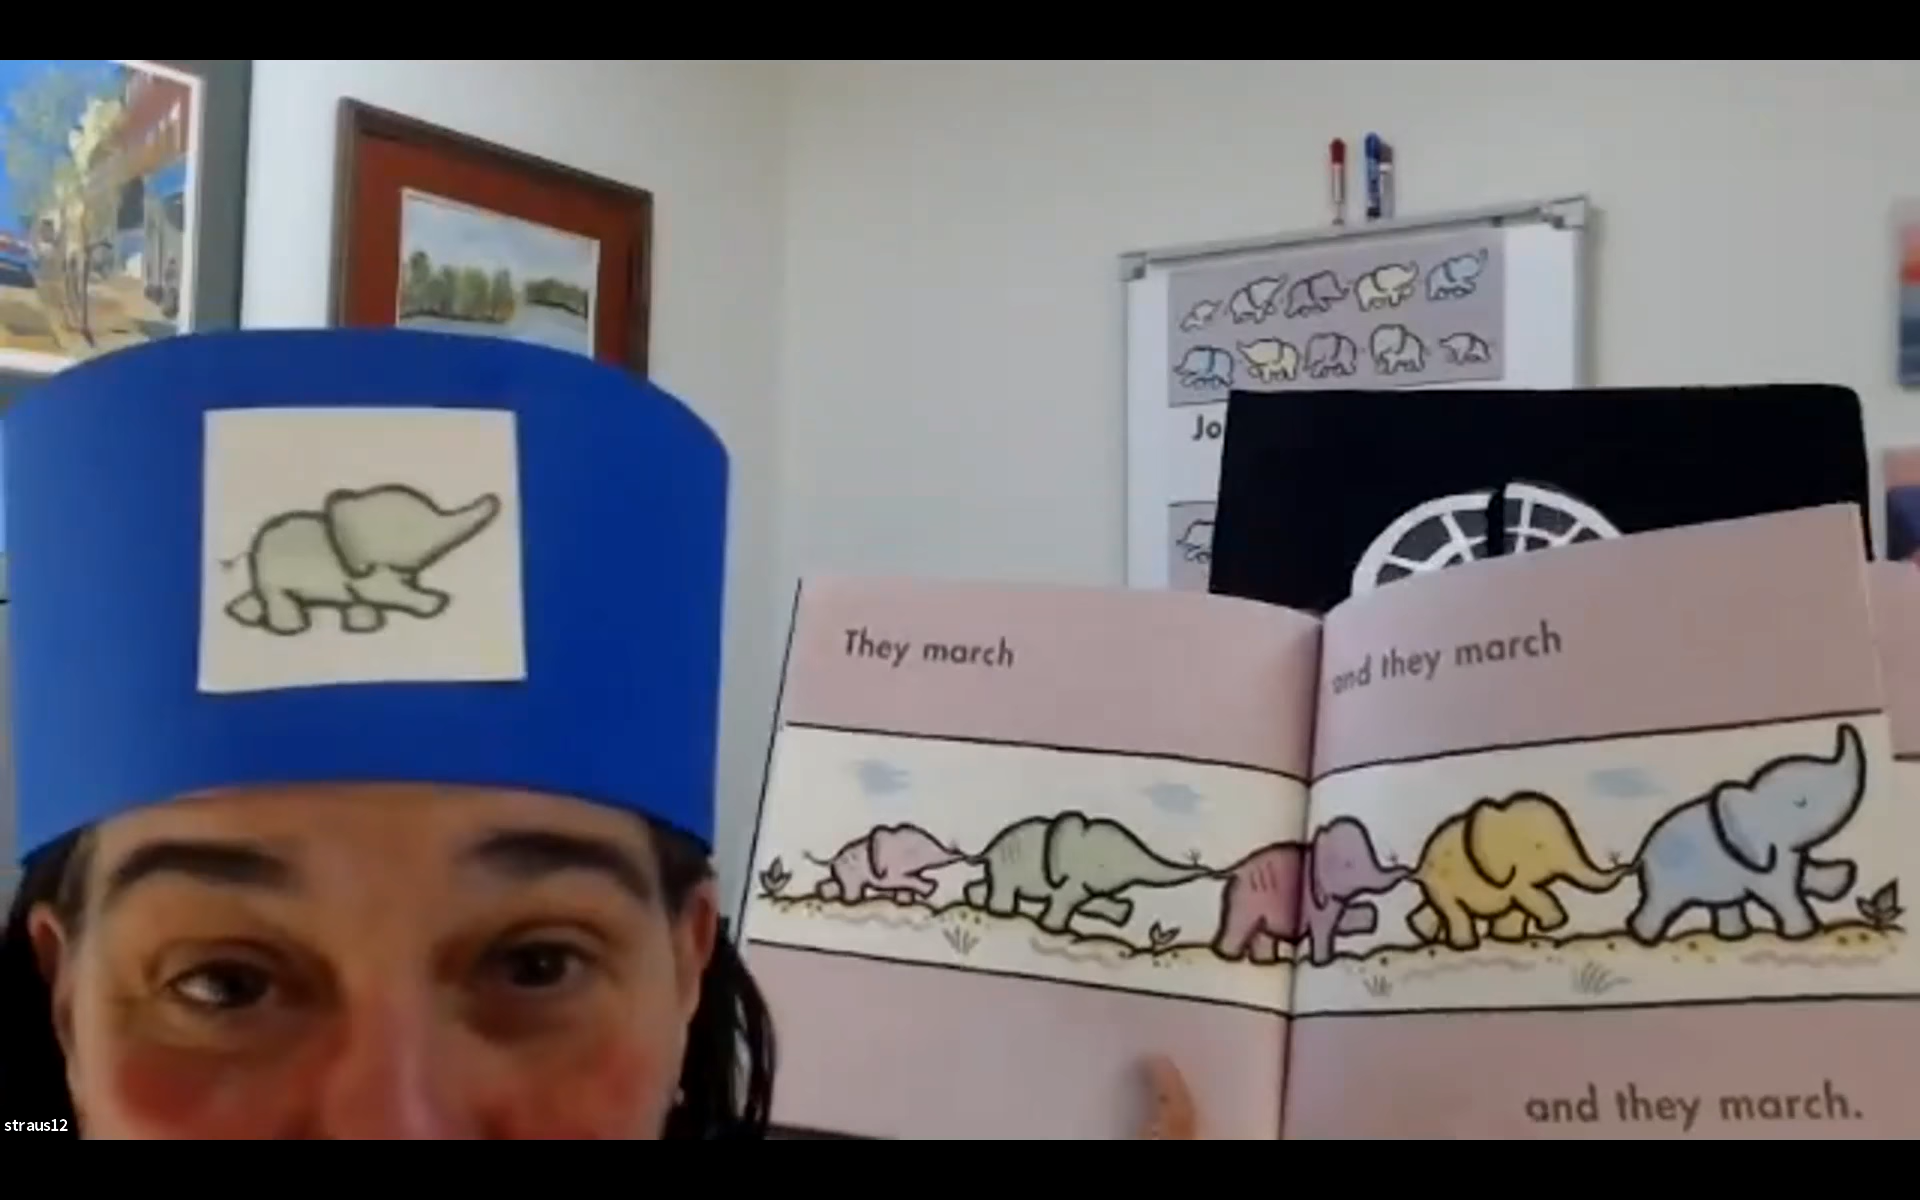 Jo
They march
and they march
and they march.
straus12